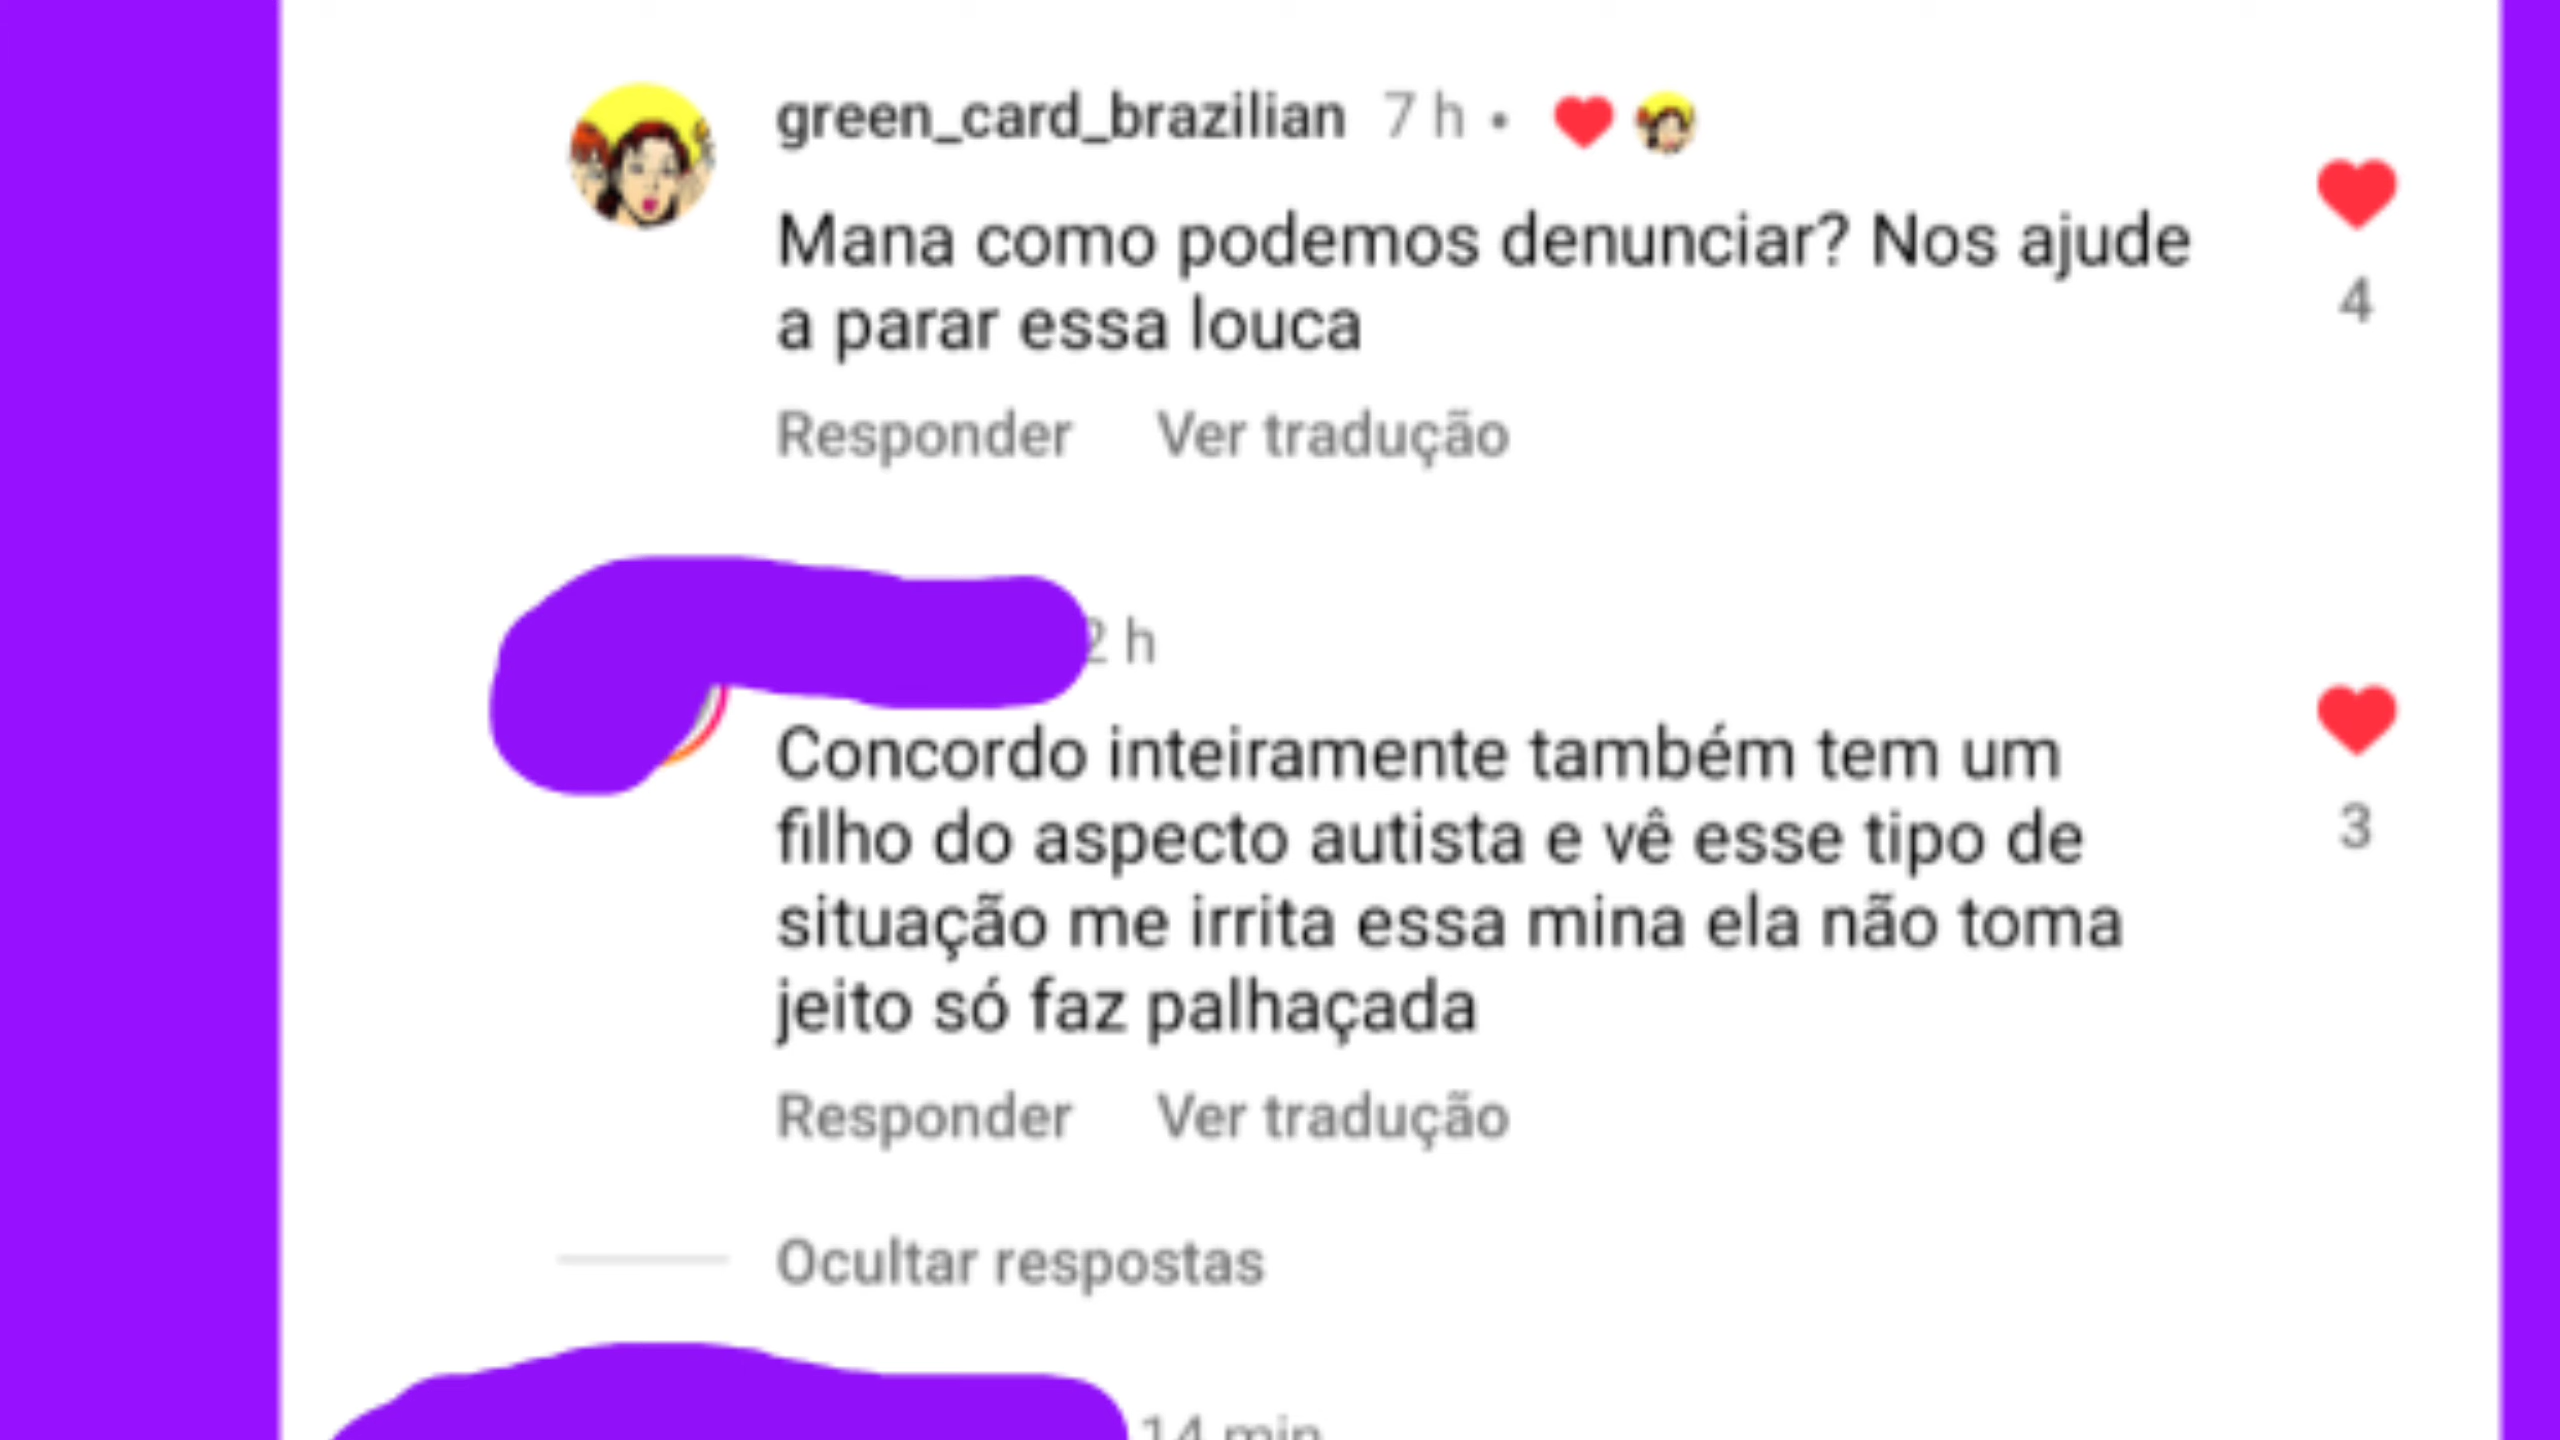 green_card_brazilian 7 h •
Mana como podemos denunciar? Nos ajude
a parar essa louca
4
Responder Ver tradução
2 h
Concordo inteiramente também tem um
filho do aspecto autista e vê esse tipo de
situação me irrita essa mina ela não toma
jeito só faz palhaçada
3
Responder Ver tradução
Ocultar respostas
14 min